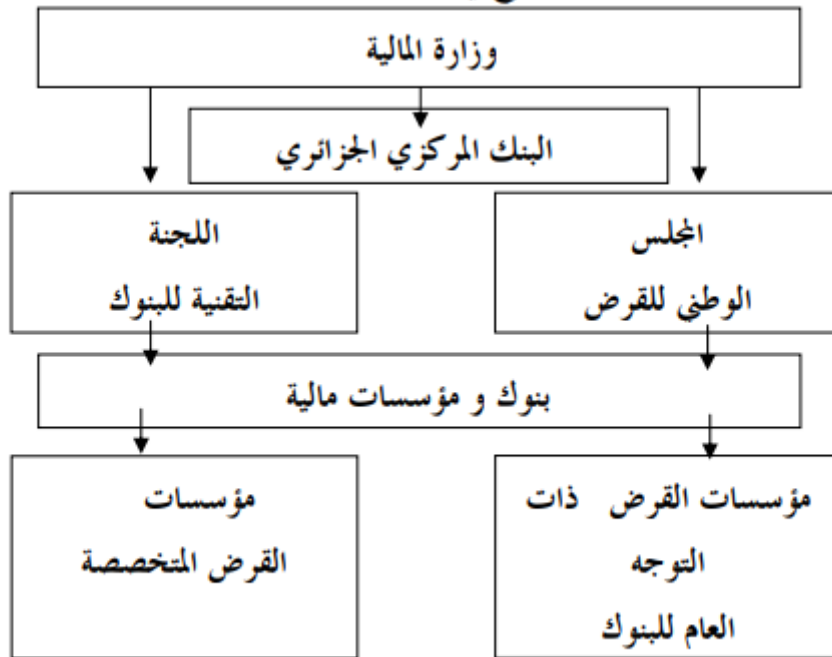 وزارة المالية
البنك المركزي الجزائري
المجلس
الوطني للقرض
اللجنة
التقنية للبنوك
بنوك و مؤسسات مالية
مؤسسات القرض ذات
التوجه
العام للبنوك
مؤسسات
القرض المتخصصة